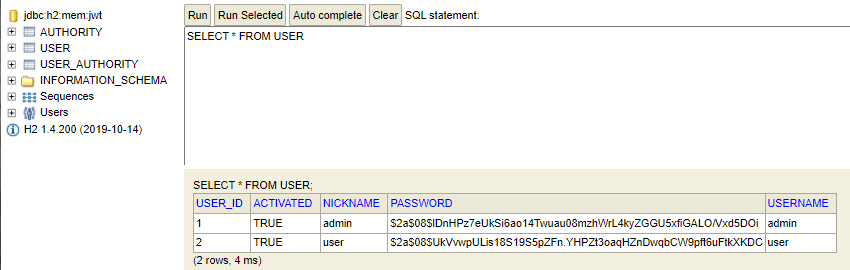 jdbc:h2:mem:jwt
AUTHORITY
USER
USER_AUTHORITY
INFORMATION_SCHEMA
Sequences
Users
H2 1.4.200 (2019-10-14)
Run Run Selected Auto complete Clear SQL statement:
SELECT * FROM USER
SELECT * FROM USER;
USER_ID ACTIVATED NICKNAME PASSWORD USERNAME
1 TRUE admin $2a$08$lDnHPz7eUkSi6ao14Twuau08mzhWrL4kyZGGU5xfiGALO/Vxd5DOi admin
2 TRUE user $2a$08$UkVvwpULis18S19S5pZFn.YHPZt3oaqHZnDwqbCW9pft6uFtkXKDC user
(2 rows, 4 ms)